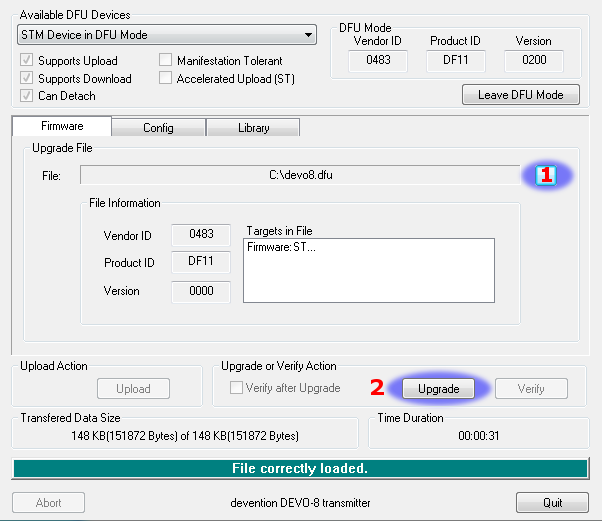 Available DFU Devices
STM Device in DFU Mode
Supports Upload
Manifestation Tolerant
Supports Download
Accelerated Upload (ST)
Can Detach
DFU Mode
Vendor ID Product ID Version
0483 DF11 0200
Leave DFU Mode
Firmware Config Library
Upgrade File
File: C:\devo8.dfu 1
File Information
Vendor ID 0483
Product ID DF11
Version 0000
Targets in File
Firmware: ST...
Upload Action
Upload
Upgrade or Verify Action
Verify after Upgrade 2 Upgrade Verify
Transfered Data Size
148 KB(151872 Bytes) of 148 KB(151872 Bytes)
Time Duration
00:00:31
File correctly loaded.
Abort devention DEVO-8 transmitter Quit